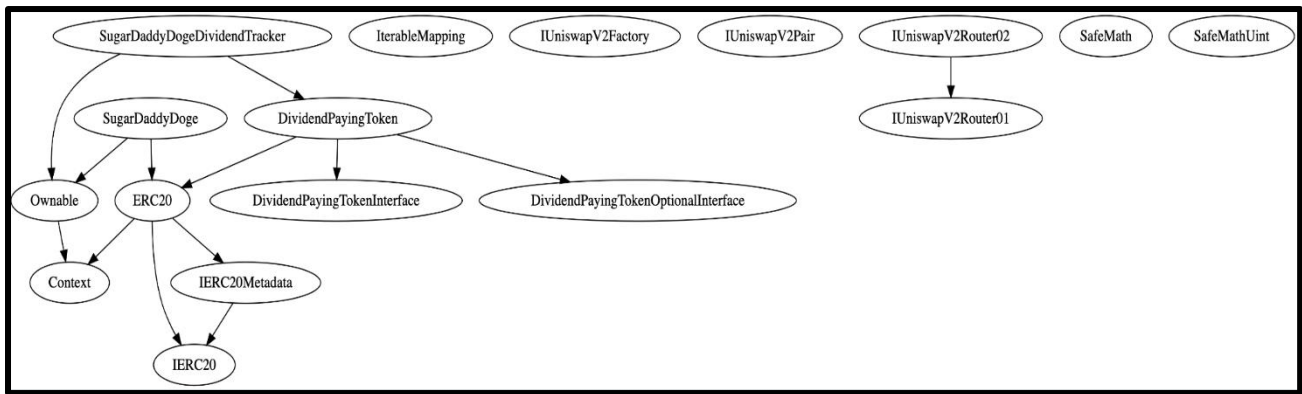 SugarDaddyDogeDividendTracker
IterableMapping
IUniswapV2Factory
IUniswapV2Pair
IUniswapV2Router02
SafeMath
SafeMathUint
SugarDaddyDoge
DividendPayingToken
IUniswapV2Router01
Ownable
ERC20
DividendPayingTokenInterface
DividendPayingTokenOptionalInterface
Context
IERC20Metadata
IERC20